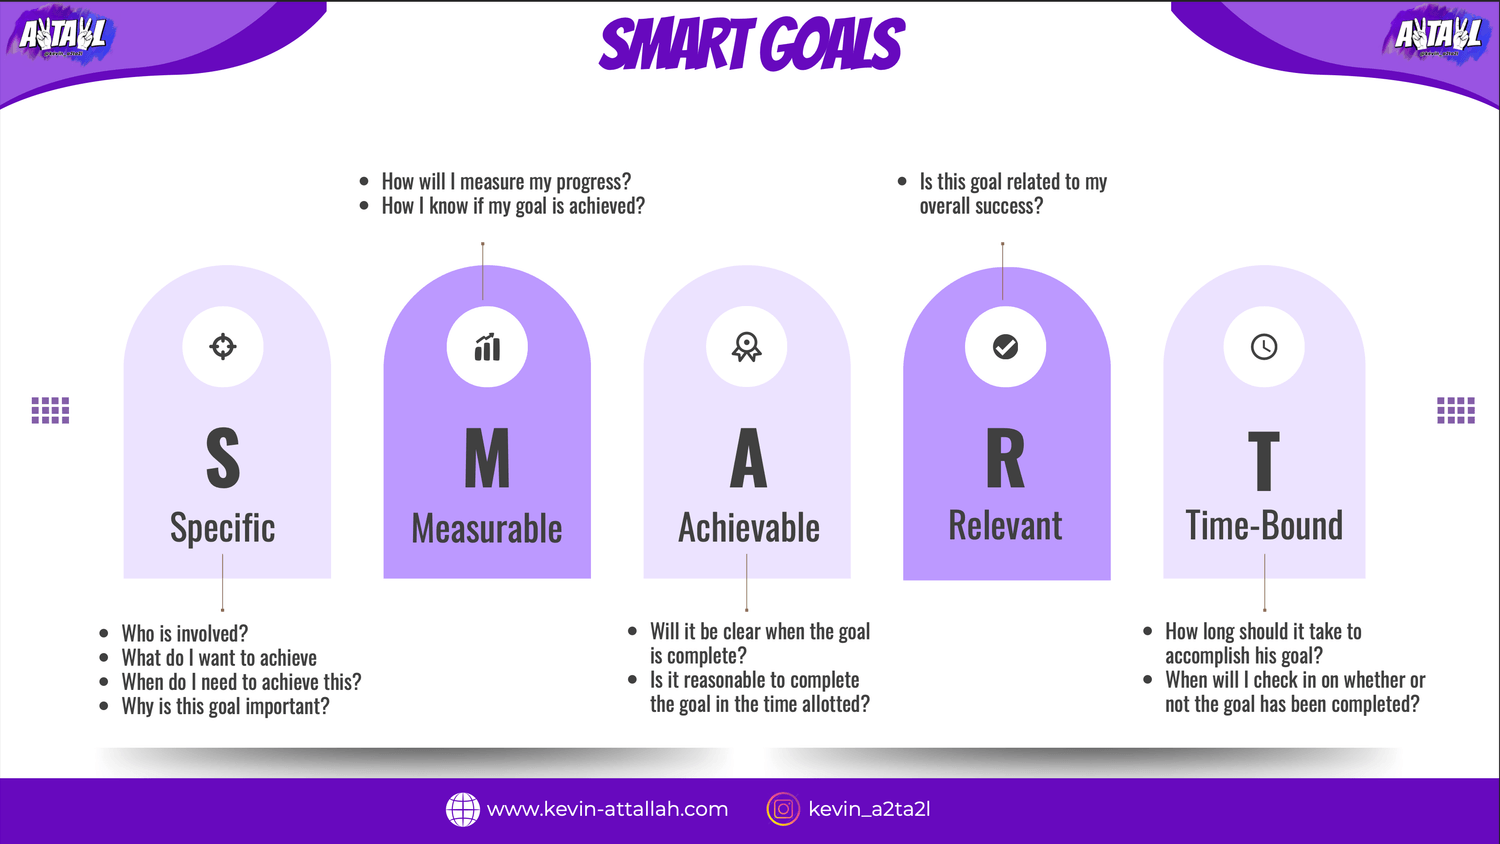 SMART GOALS
• How will I measure my progress?
• How I know if my goal is achieved?
• Is this goal related to my
overall success?
S
Specific
M
Measurable
A
Achievable
R
Relevant
T
Time-Bound
• Who is involved?
• What do I want to achieve
• When do I need to achieve this?
• Why is this goal important?
• Will it be clear when the goal
is complete?
• Is it reasonable to complete
the goal in the time allotted?
• How long should it take to
accomplish his goal?
• When will I check in on whether or
not the goal has been completed?
www.kevin-attallah.com
kevin_a2ta2l